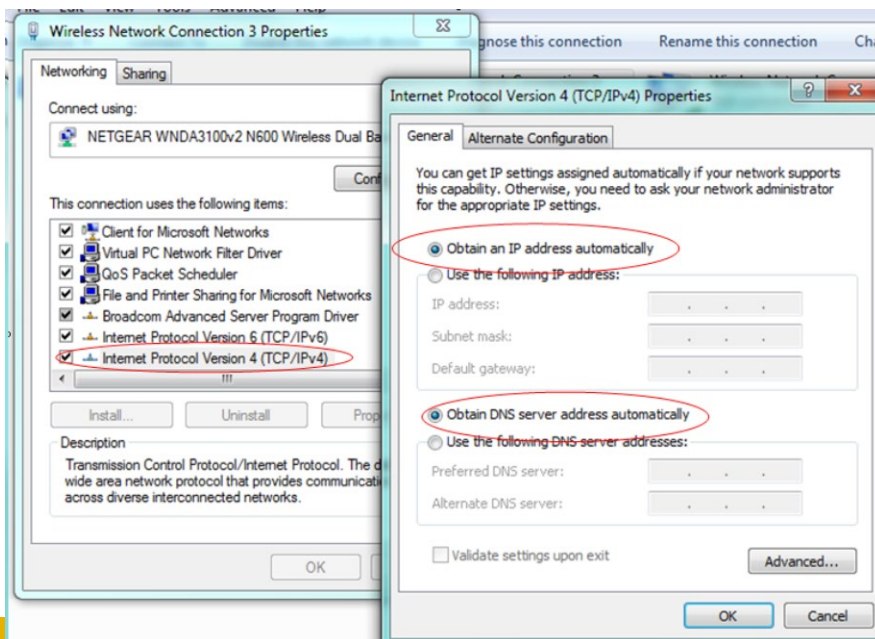 File Edit View Tools Advanced Help
Wireless Network Connection 3 Properties
gnose this connection Rename this connection Cha
Networking Sharing
Connect using:
NETGEAR WNDA3100v2 N600 Wireless Dual Ba
Conf
This connection uses the following items:
Client for Microsoft Networks
Virtual PC Network Filter Driver
QoS Packet Scheduler
File and Printer Sharing for Microsoft Networks
Broadcom Advanced Server Program Driver
Internet Protocol Version 6 (TCP/IPv6)
Internet Protocol Version 4 (TCP/IPv4)
Install... Uninstall Prop
Description
Transmission Control Protocol/Internet Protocol. The d
wide area network protocol that provides communicati
across diverse interconnected networks.
OK
Internet Protocol Version 4 (TCP/IPv4) Properties
General Alternate Configuration
You can get IP settings assigned automatically if your network supports
this capability. Otherwise, you need to ask your network administrator
for the appropriate IP settings.
Obtain an IP address automatically
Use the following IP address:
IP address:
Subnet mask:
Default gateway:
Obtain DNS server address automatically
Use the following DNS server addresses:
Preferred DNS server:
Alternate DNS server:
Validate settings upon exit
Advanced...
OK Cancel